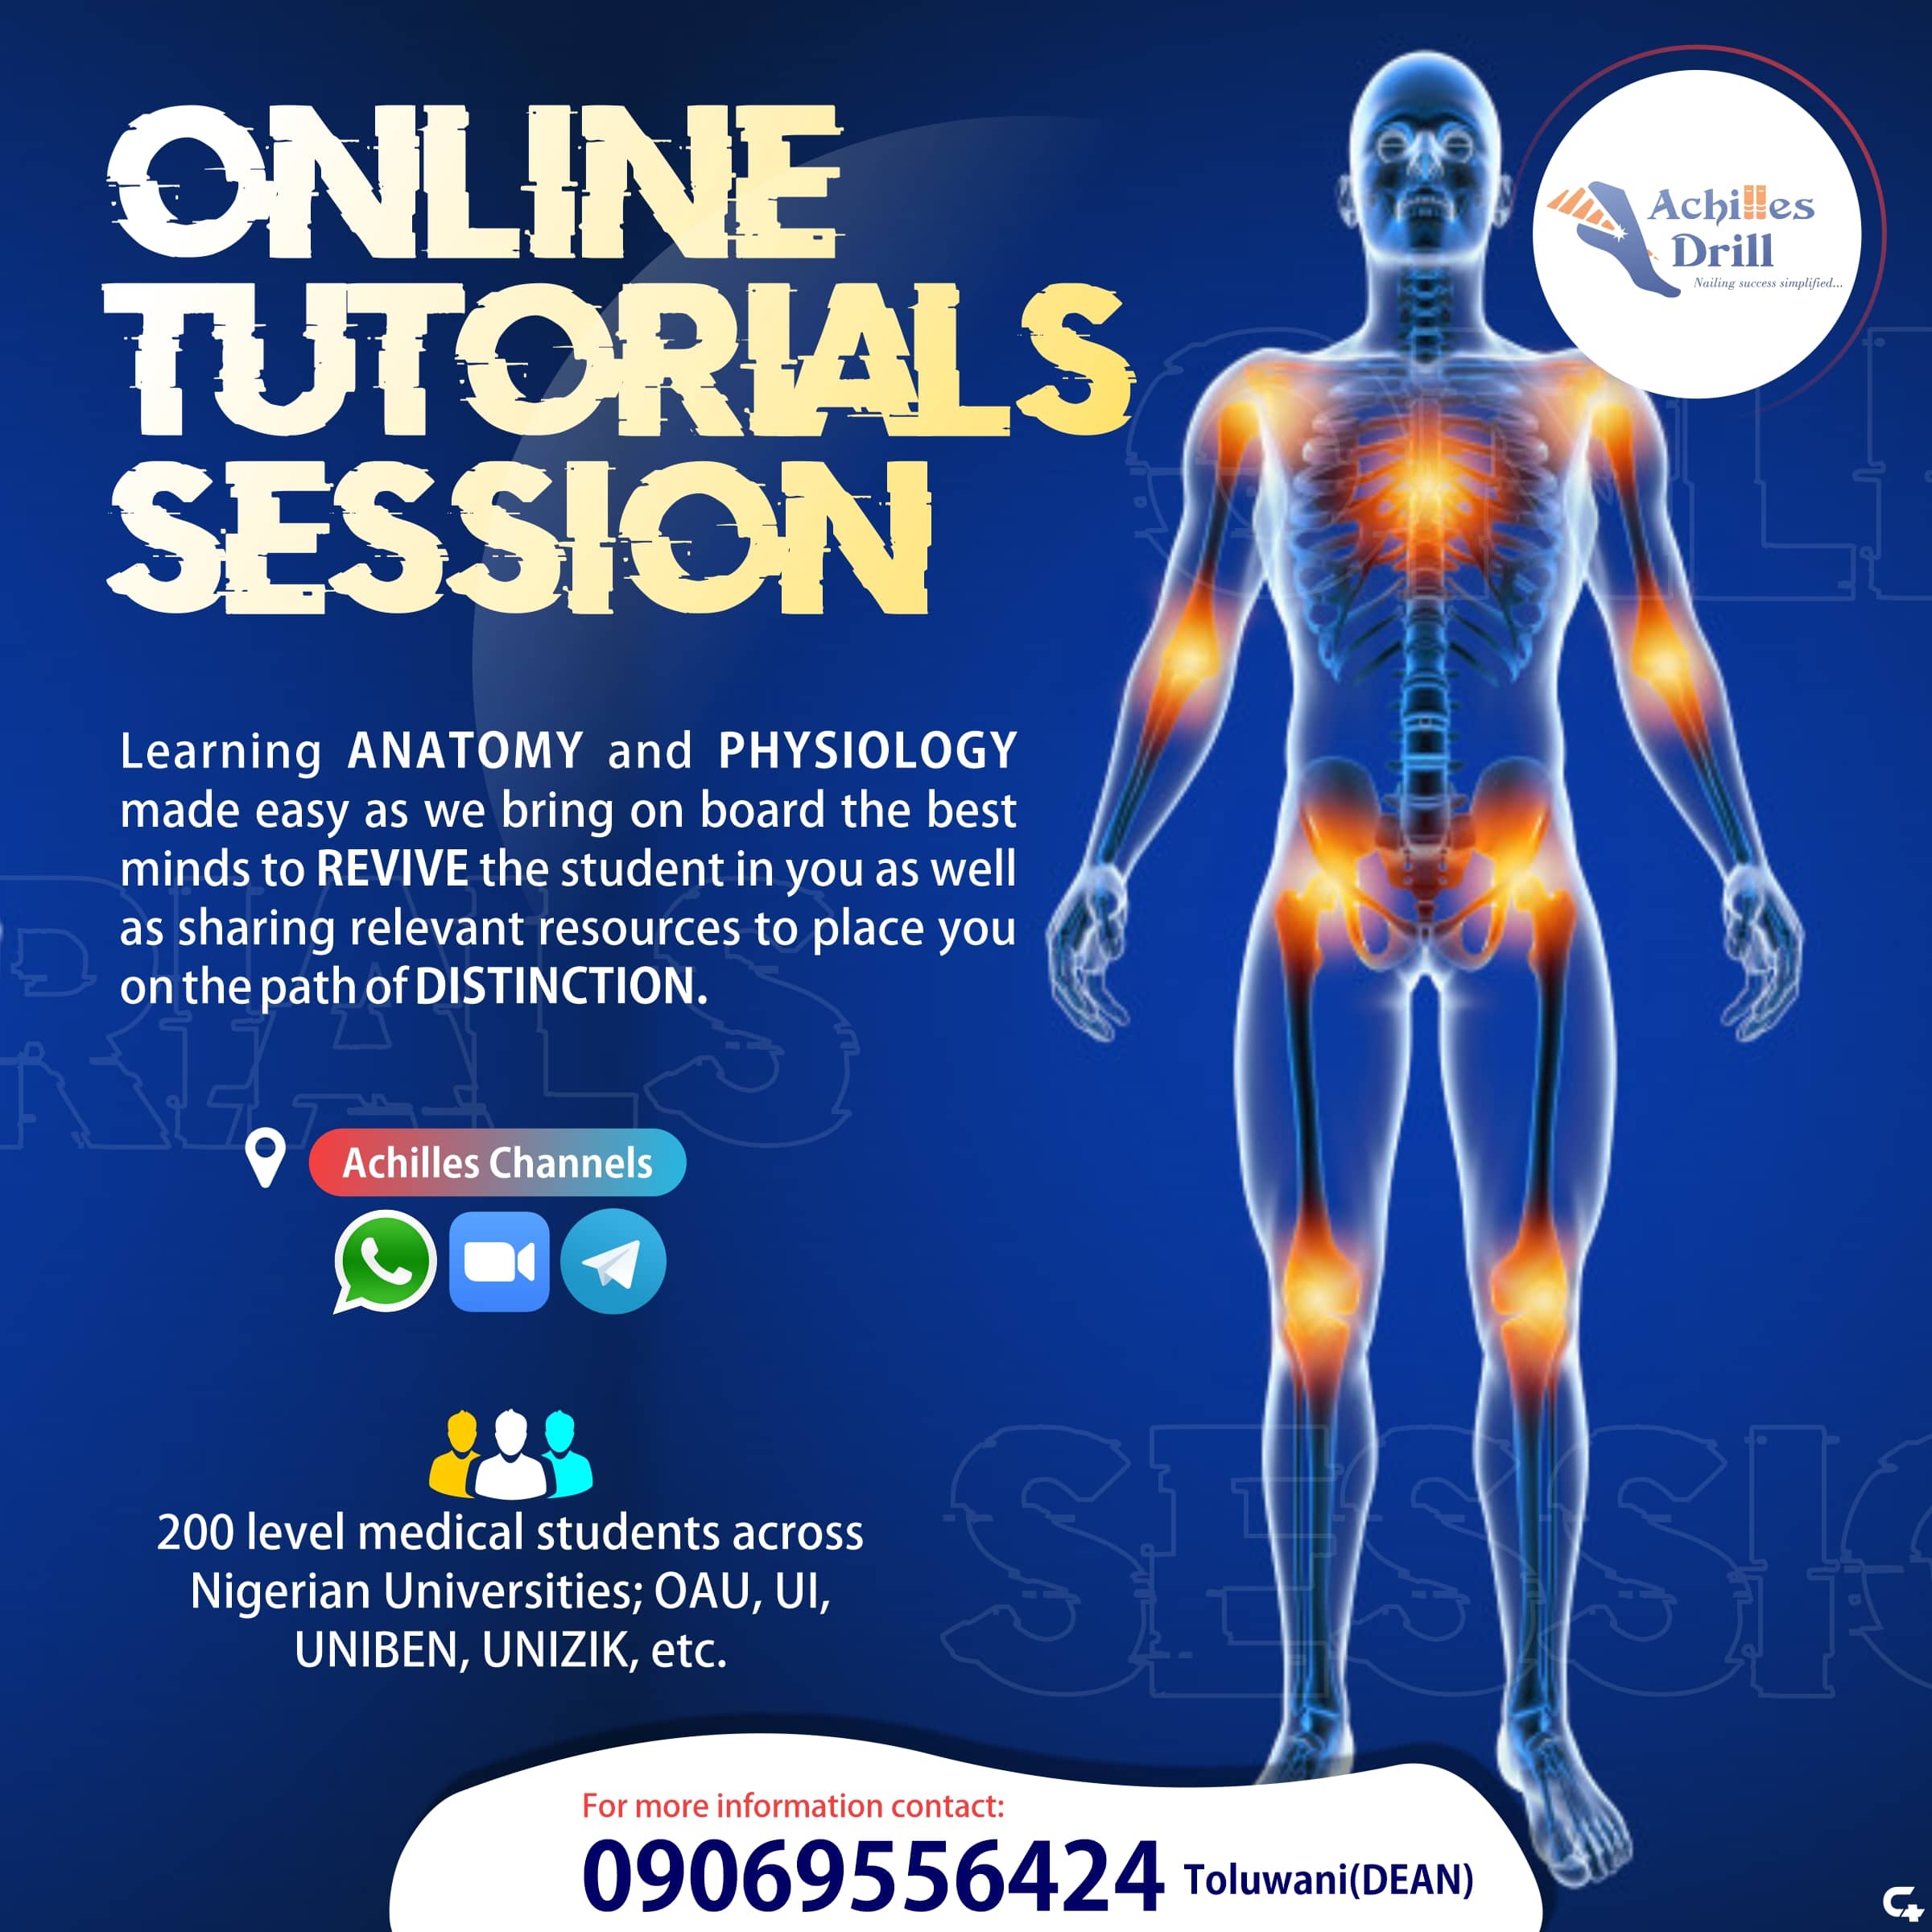 ONLINE
TUTORIALS
SESSION
Achilles
Drill
Nailing success simplified...
Learning ANATOMY and PHYSIOLOGY
made easy as we bring on board the best
minds to REVIVE the student in you as well
as sharing relevant resources to place you
on the path of DISTINCTION.
RIALS
Achilles Channels
200 level medical students across
Nigerian Universities; OAU, UI,
UNIBEN, UNIZIK, etc.
SESSIO
For more information contact:
09069556424 Toluwani(DEAN)